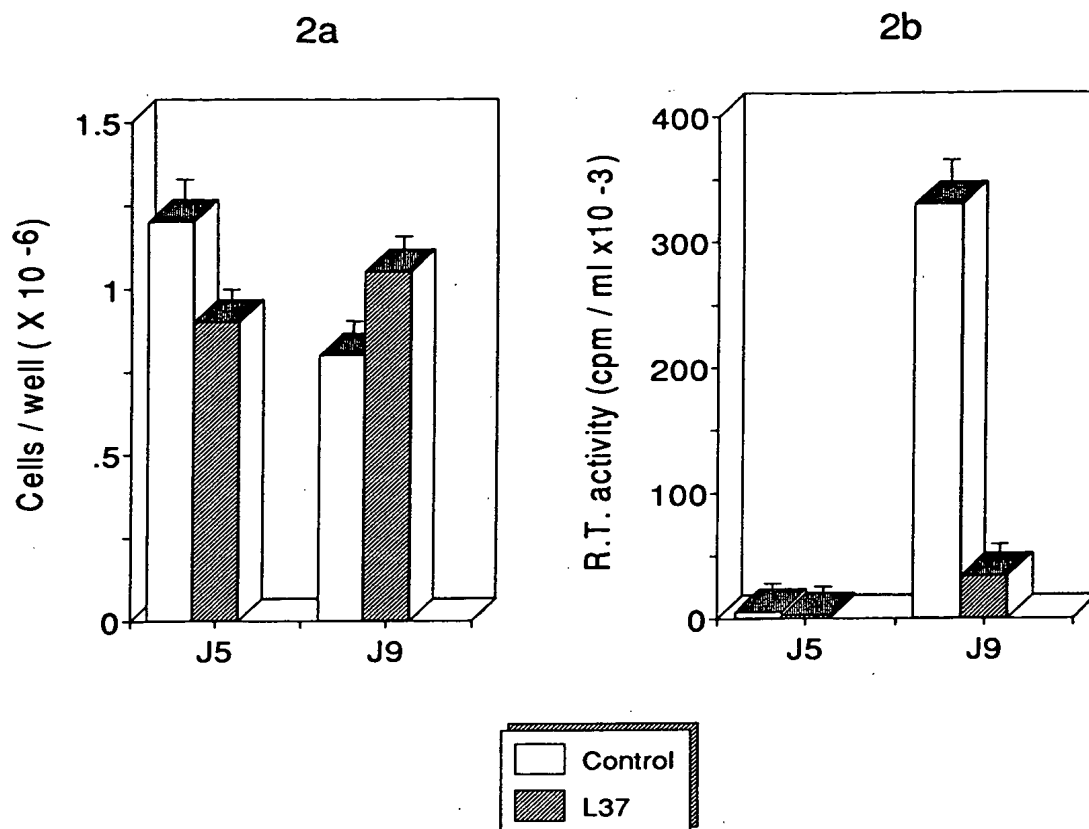 2a
2b
Cells / well ( X 10 -6)
1.5
1
.5
0
J5
J9
R.T. activity (cpm / ml x10 -3)
400
300
200
100
0
J5
J9
Control
L37